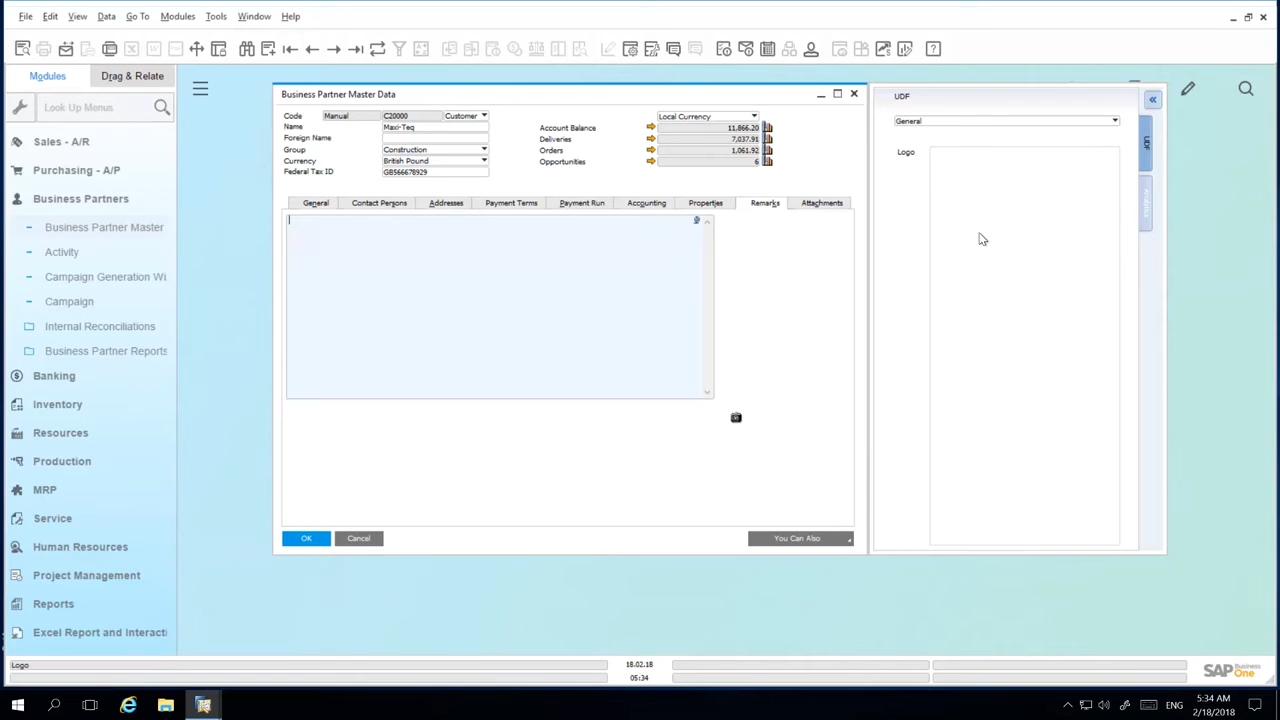 File Edit View Data Go To Modules Tools Window Help
Modules Drag & Relate
Look Up Menus
Sales - A/R
Purchasing - A/P
Business Partners
Business Partner Master
Activity
Campaign Generation Wi
Campaign
Internal Reconciliations
Business Partner Reports
Banking
Inventory
Resources
Production
MRP
Service
Human Resources
Project Management
Reports
Excel Report and Interacti
Business Partner Master Data
Code Manual C20000 Customer
Name Maxi-Teq
Foreign Name
Group Construction
Currency British Pound
Federal Tax ID GB566678929
Local Currency
Account Balance 11,866.20
Deliveries 7,037.91
Orders 1,061.92
Opportunities 6
General Contact Persons Addresses Payment Terms Payment Run Accounting Properties Remarks Attachments
OK Cancel You Can Also
UDF
General
Logo
UDF
Logo
18.02.18
05:34
SAP Business One
ENG
5:34 AM
2/18/2018